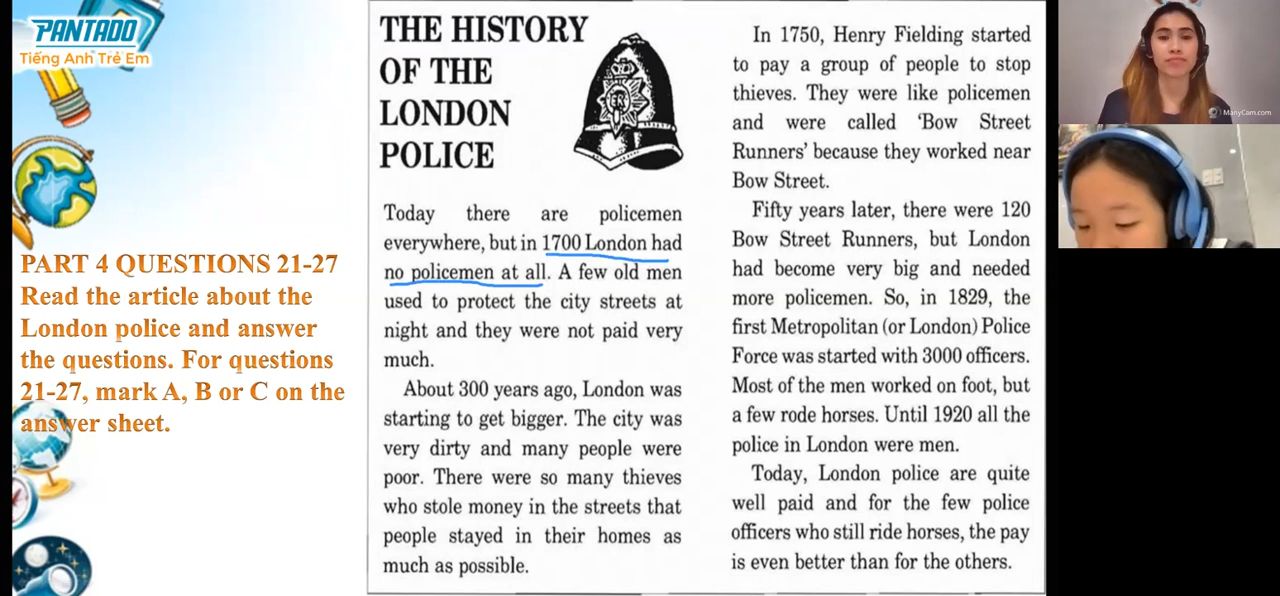 PANTADO
Tiếng Anh Trẻ Em
PART 4 QUESTIONS 21-27
Read the article about the
London police and answer
the questions. For questions
21-27, mark A, B or C on the
answer sheet.
THE HISTORY
OF THE
LONDON
POLICE
Today there are policemen
everywhere, but in 1700 London had
no policemen at all. A few old men
used to protect the city streets at
night and they were not paid very
much.
About 300 years ago, London was
starting to get bigger. The city was
very dirty and many people were
poor. There were so many thieves
who stole money in the streets that
people stayed in their homes as
much as possible.
In 1750, Henry Fielding started
to pay a group of people to stop
thieves. They were like policemen
and were called ‘Bow Street
Runners’ because they worked near
Bow Street.
Fifty years later, there were 120
Bow Street Runners, but London
had become very big and needed
more policemen. So, in 1829, the
first Metropolitan (or London) Police
Force was started with 3000 officers.
Most of the men worked on foot, but
a few rode horses. Until 1920 all the
police in London were men.
Today, London police are quite
well paid and for the few police
officers who still ride horses, the pay
is even better than for the others.
ManyCam.com